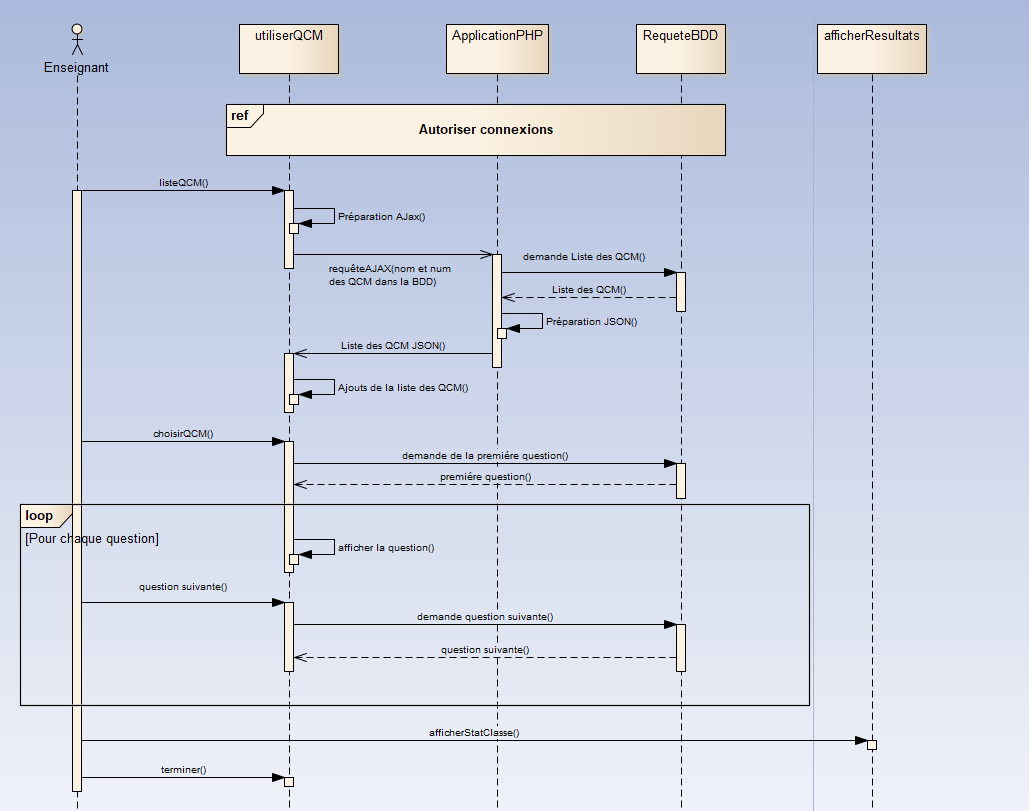 Enseignant
utiliserQCM
ApplicationPHP
RequeteBDD
afficherResultats
ref
Autoriser connexions
listeQCM()
Préparation AJax()
requêteAJAX(nom et num
des QCM dans la BDD)
demande Liste des QCM()
Liste des QCM()
Préparation JSON()
Liste des QCM JSON()
Ajouts de la liste des QCM()
choisirQCM()
demande de la premiére question()
premiére question()
loop
[Pour chaque question]
afficher la question()
question suivante()
demande question suivante()
question suivante()
afficherStatClasse()
terminer()